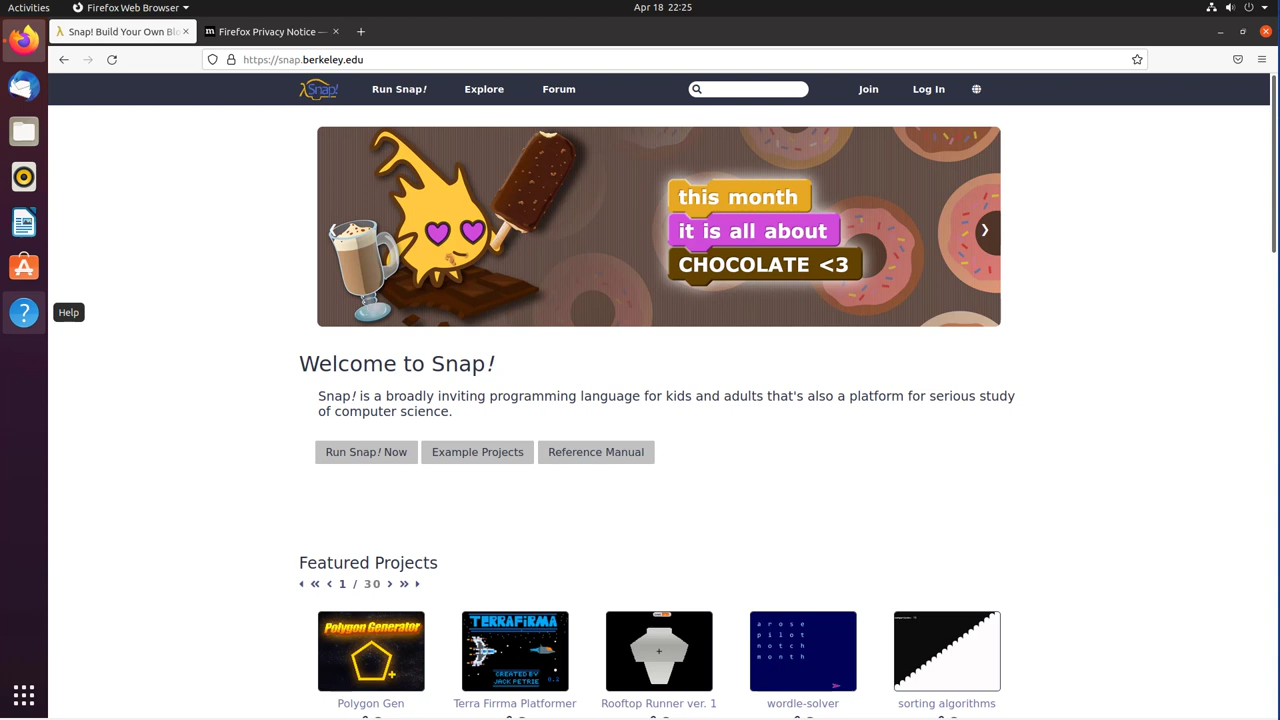 Activities
Firefox Web Browser
Apr 18 22:25
Snap! Build Your Own Blo
Firefox Privacy Notice —
https://snap.berkeley.edu
Snap!
Run Snap!
Explore
Forum
Join
Log In
this month
it is all about
CHOCOLATE <3
Help
Welcome to Snap!
Snap! is a broadly inviting programming language for kids and adults that's also a platform for serious study
of computer science.
Run Snap! Now
Example Projects
Reference Manual
Featured Projects
1 / 30
Polygon Generator
TERRAFIRMA
CREATED BY
JACK PETRIE
0.2
a r o s e
p i l o t
n o t c h
m o n t h
Polygon Gen
Terra Firrma Platformer
Rooftop Runner ver. 1
wordle-solver
sorting algorithms